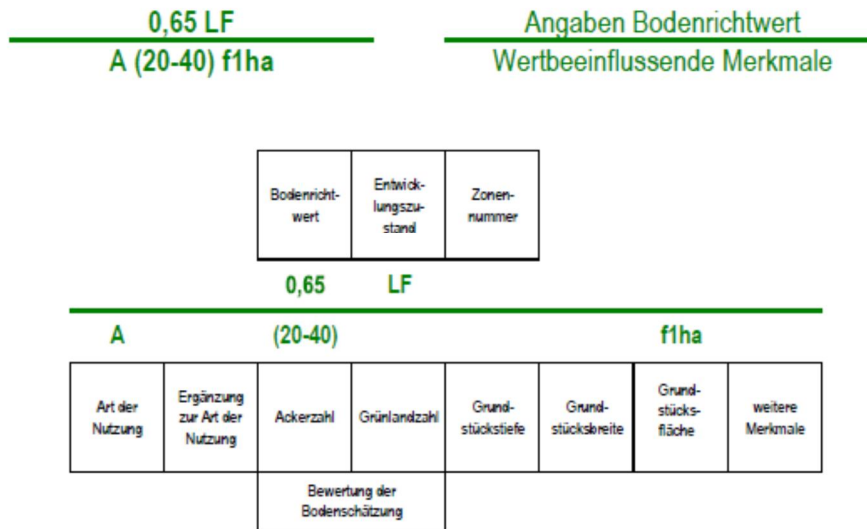 0,65 LF
A (20-40) f1ha
Angaben Bodenrichtwert
Wertbeeinflussende Merkmale
Bodenricht-
wert
Entwick-
lungszu-
stand
Zonen-
nummer
0,65 LF
A (20-40) f1ha
Art der
Nutzung
Ergänzung
zur Art der
Nutzung
Ackerzahl
Grünlandzahl
Grund-
stückstiefe
Grund-
stücksbreite
Grund-
stücks-
fläche
weitere
Merkmale
Bewertung der
Bodenschätzung